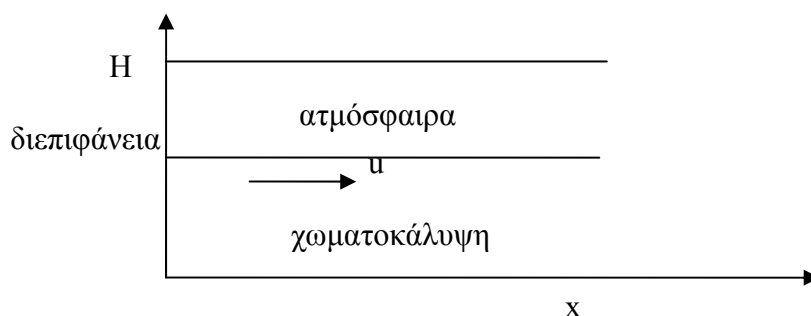 H
ατμόσφαιρα
διεπιφάνεια
u
χωματοκάλυψη
x